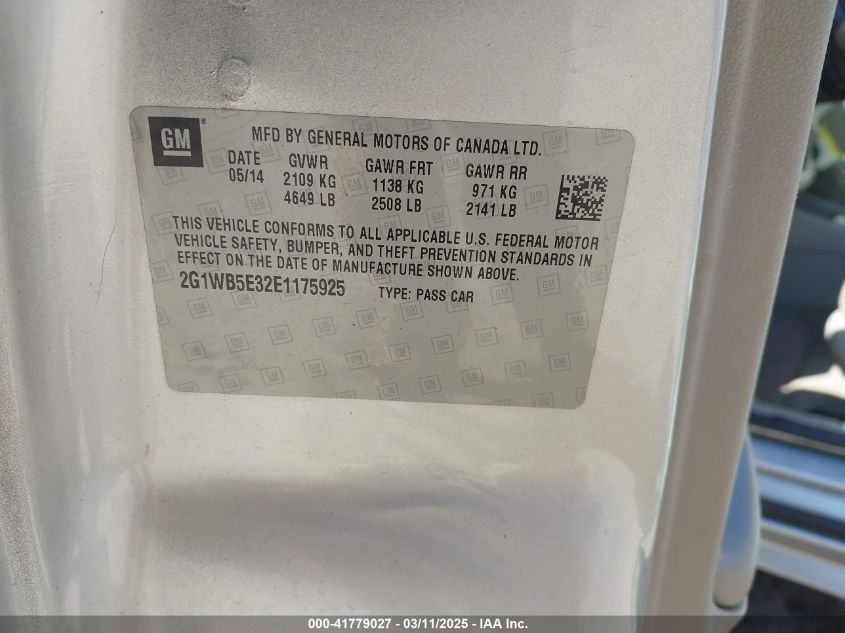 GM®
MFD BY GENERAL MOTORS OF CANADA LTD.
DATE GVWR GAWR FRT GAWR RR
05/14 2109 KG 1138 KG 971 KG
4649 LB 2508 LB 2141 LB
THIS VEHICLE CONFORMS TO ALL APPLICABLE U.S. FEDERAL MOTOR
VEHICLE SAFETY, BUMPER, AND THEFT PREVENTION STANDARDS IN
EFFECT ON THE DATE OF MANUFACTURE SHOWN ABOVE.
2G1WB5E32E1175925 TYPE: PASS CAR
000-41779027 - 03/11/2025 - IAA Inc.